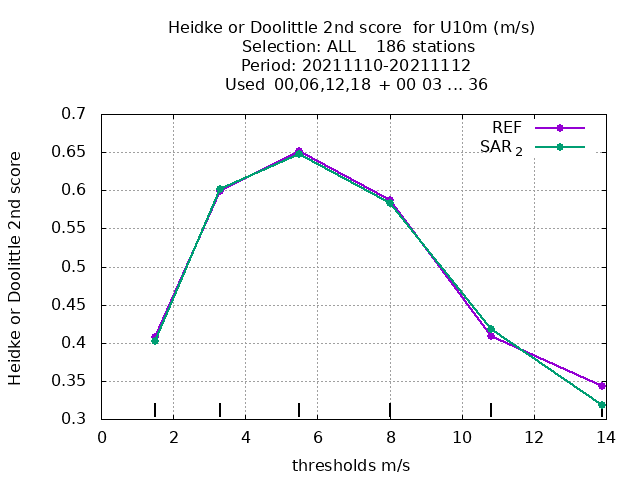 Heidke or Doolittle 2nd score  for U10m (m/s)
Selection: ALL    186 stations
Period: 20211110-20211112
Used  00,06,12,18  + 00 03 ... 36
REF
SAR 2
Heidke or Doolittle 2nd score
0.7
0.65
0.6
0.55
0.5
0.45
0.4
0.35
0.3
0 2 4 6 8 10 12 14
thresholds m/s